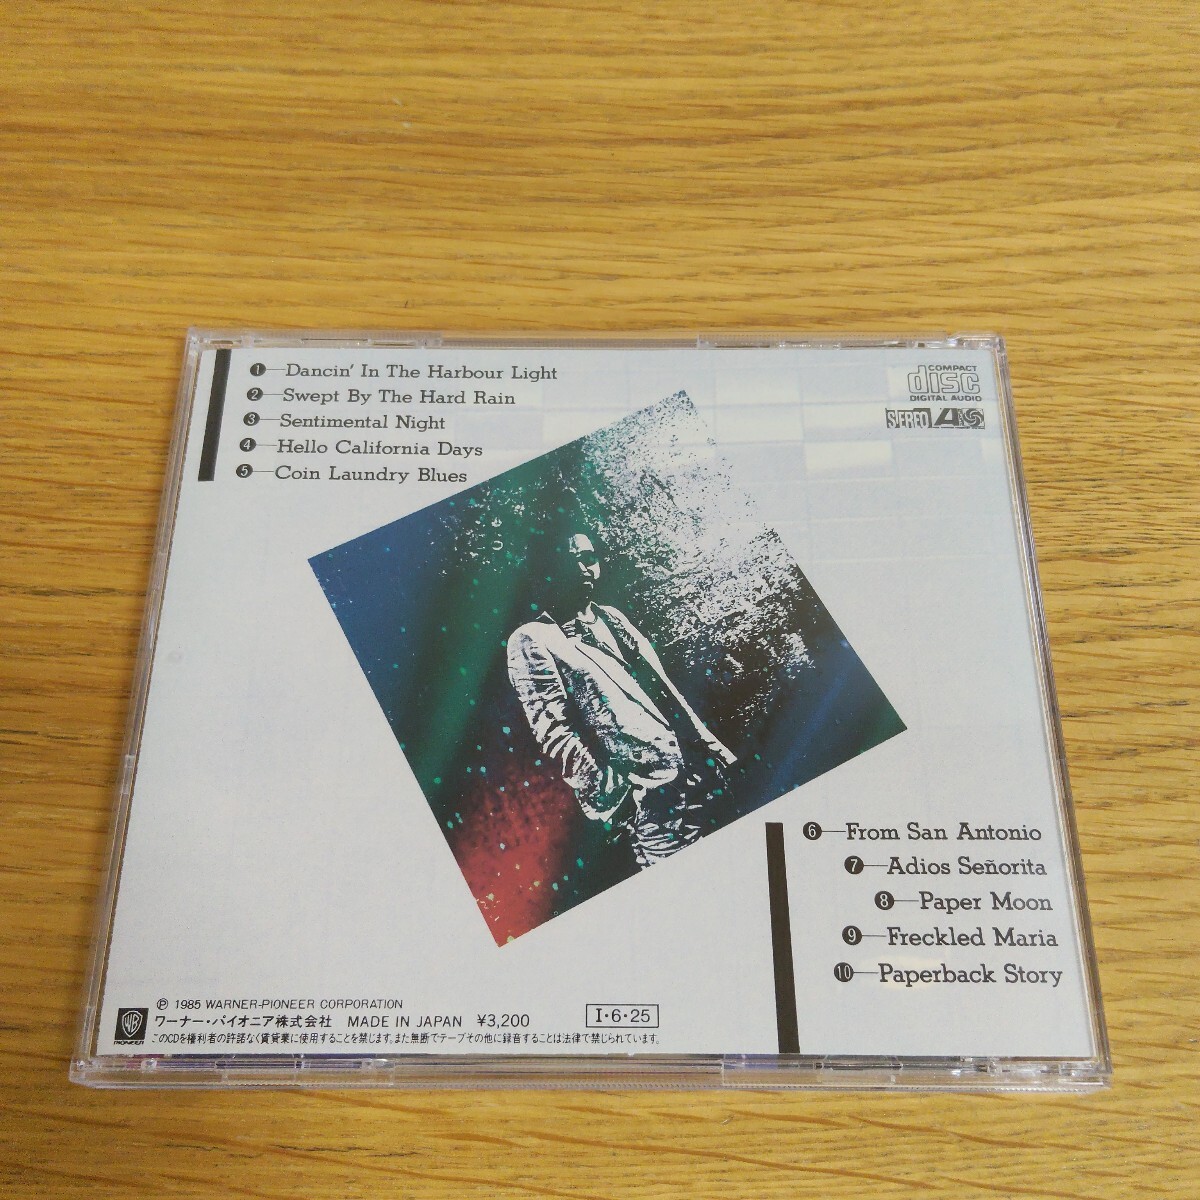 1—Dancin' In The Harbour Light
2—Swept By The Hard Rain
3—Sentimental Night
4—Hello California Days
5—Coin Laundry Blues
COMPACT
disc
DIGITAL AUDIO
STEREO
6—From San Antonio
7—Adios Señorita
8—Paper Moon
9—Freckled Maria
10—Paperback Story
℗ 1985 WARNER-PIONEER CORPORATION
ワーナー・パイオニア株式会社 MADE IN JAPAN ¥3,200
I・6・25
PIONEER
このCDを権利者の許諾なく賃貸業に使用することを禁じます。また無断でテープその他に録音することは法律で禁じられています。